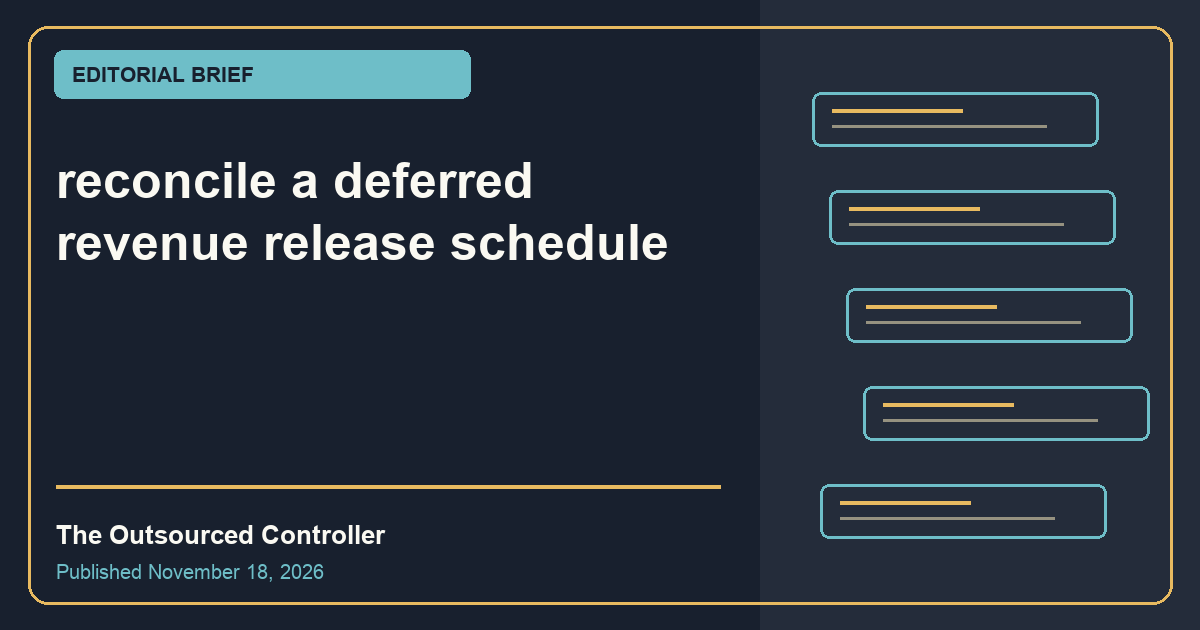 EDITORIAL BRIEF
reconcile a deferred
revenue release schedule
The Outsourced Controller
Published November 18, 2026